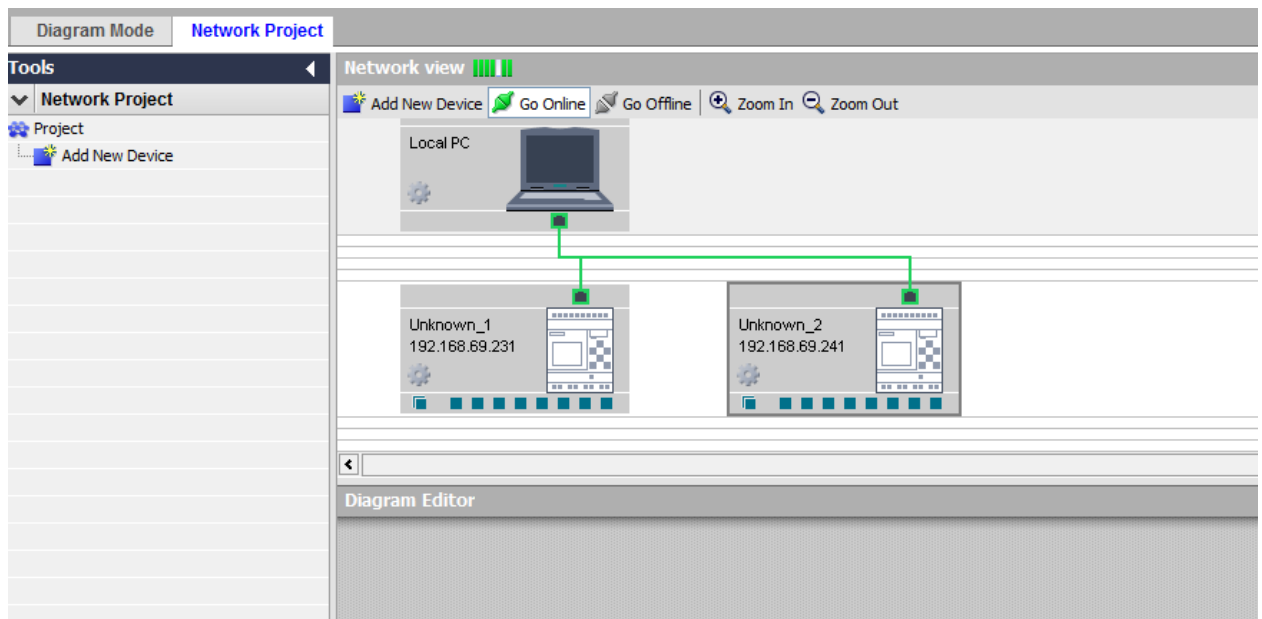 Diagram Mode Network Project
Tools
Network Project
Project
Add New Device
Network view
Add New Device Go Online Go Offline Zoom In Zoom Out
Local PC
Unknown_1
192.168.69.231
Unknown_2
192.168.69.241
Diagram Editor